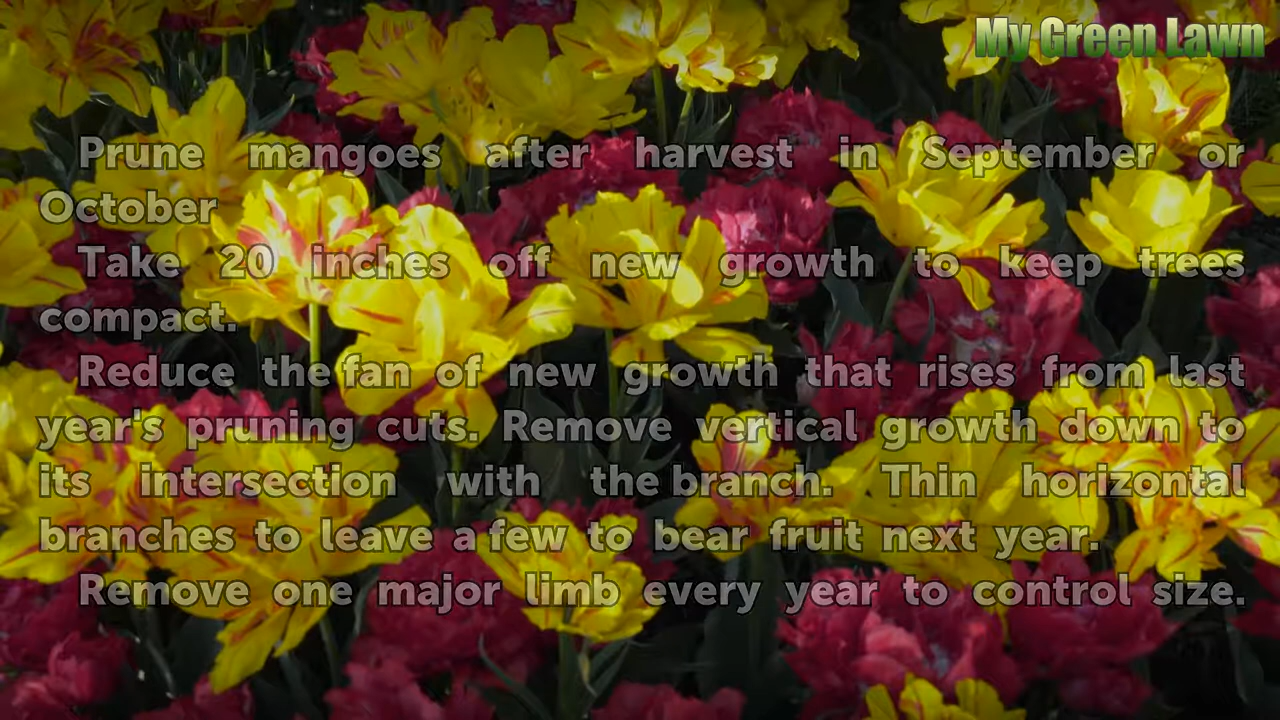 My Green Lawn
Prune mangoes after harvest in September or
October
Take 20 inches off new growth to keep trees
compact.
Reduce the fan of new growth that rises from last
year's pruning cuts. Remove vertical growth down to
its intersection with the branch. Thin horizontal
branches to leave a few to bear fruit next year.
Remove one major limb every year to control size.